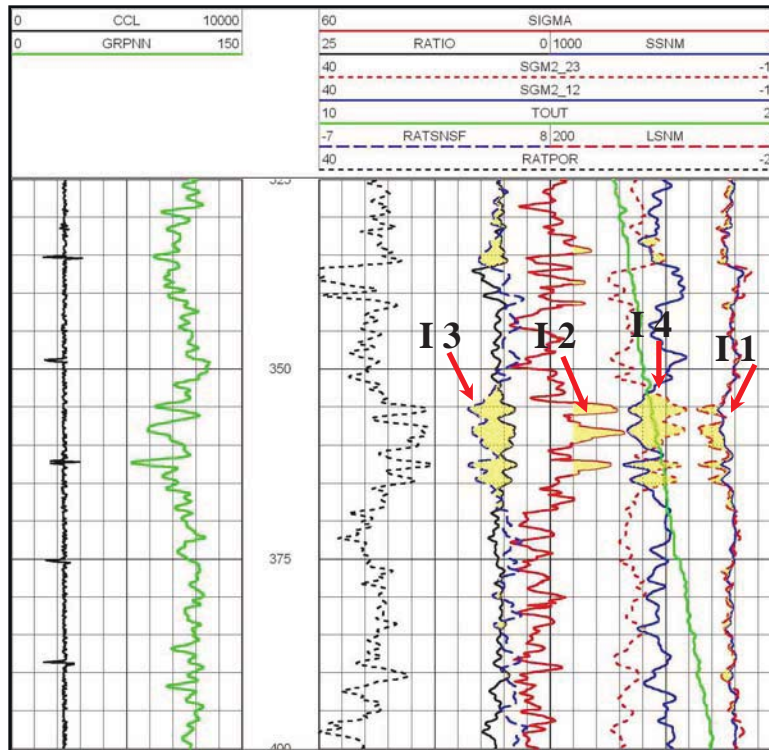 0 CCL 10000
0 GRPNN 150
60 SIGMA
25 RATIO 0 1000 SSNM
40 SGM2_23 -1
40 SGM2_12 -1
10 TOUT 2
-7 RATSNSF 8 200 LSNM
40 RATPOR -2
325
I 3 I 2 I 4 I 1
350
375
400